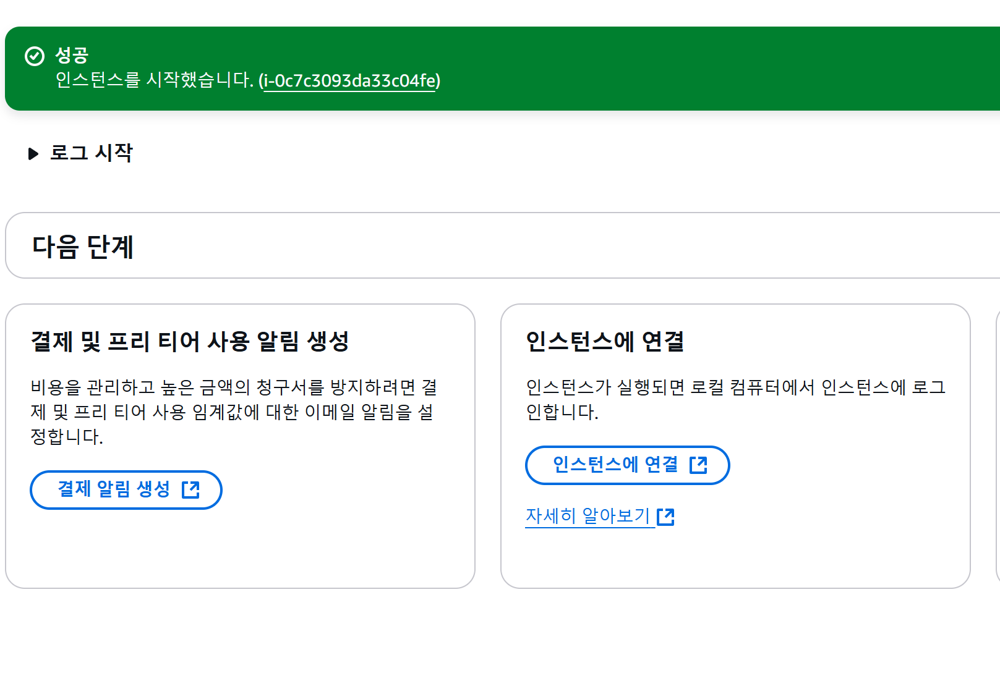 성공
인스턴스를 시작했습니다. (i-0c7c3093da33c04fe)
로그 시작
다음 단계
결제 및 프리 티어 사용 알림 생성
비용을 관리하고 높은 금액의 청구서를 방지하려면 결
제 및 프리 티어 사용 임계값에 대한 이메일 알림을 설
정합니다.
결제 알림 생성
인스턴스에 연결
인스턴스가 실행되면 로컬 컴퓨터에서 인스턴스에 로그
인합니다.
인스턴스에 연결
자세히 알아보기